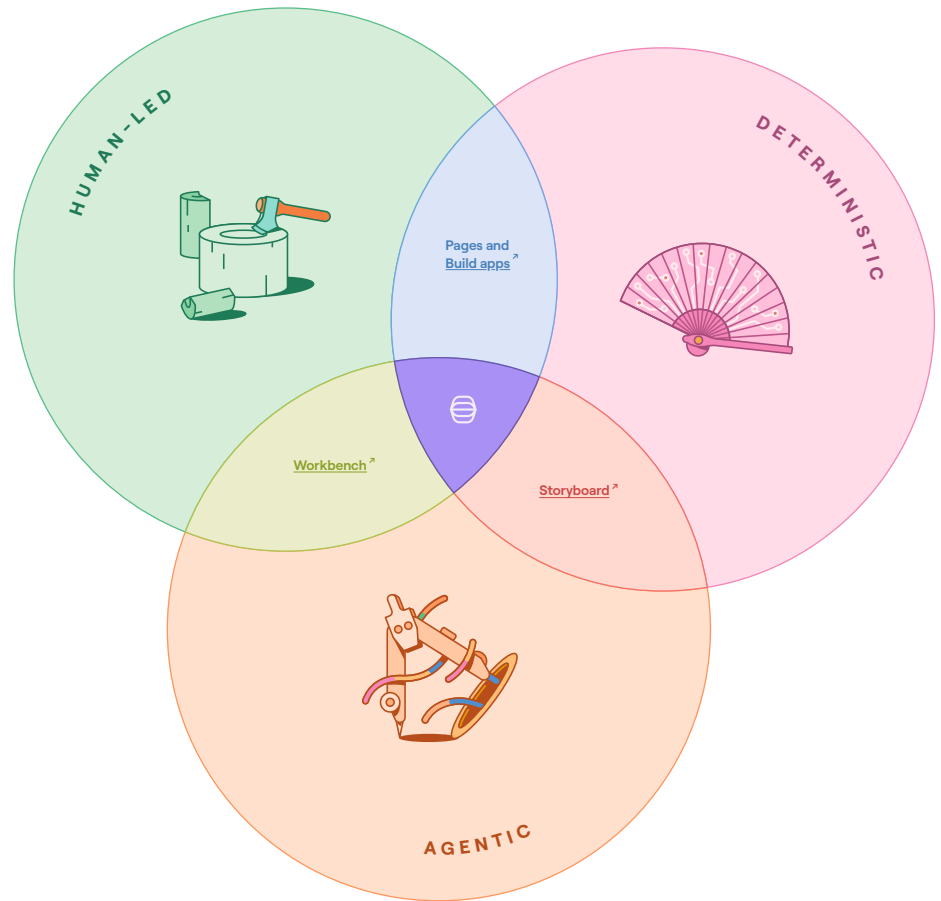 HUMAN-LED
DETERMINISTIC
Pages and
Build apps↗
Workbench↗
Storyboard↗
AGENTIC